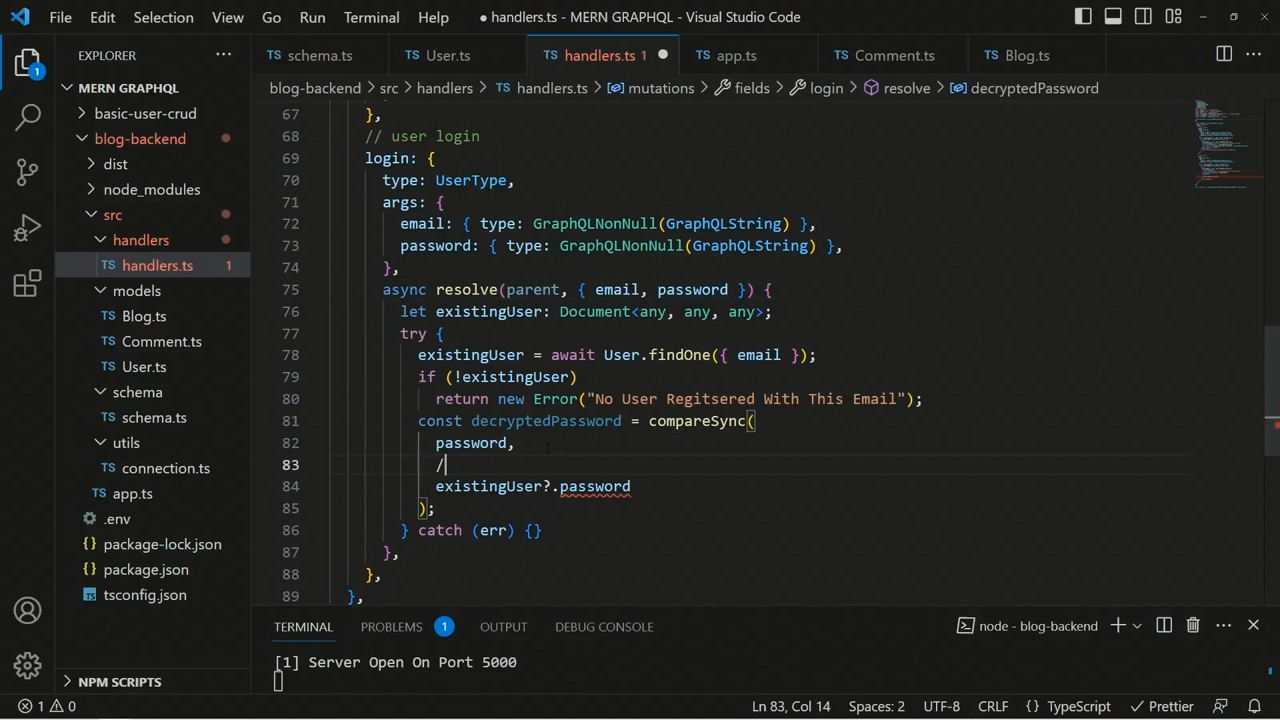 File Edit Selection View Go Run Terminal Help ● handlers.ts - MERN GRAPHQL - Visual Studio Code
EXPLORER ···
TS schema.ts TS User.ts TS handlers.ts 1 ● TS app.ts TS Comment.ts TS Blog.ts ···
blog-backend > src > handlers > TS handlers.ts > mutations > fields > login > resolve > decryptedPassword
1
MERN GRAPHQL
basic-user-crud
blog-backend
dist
node_modules
src
handlers
TS handlers.ts 1
models
TS Blog.ts
TS Comment.ts
TS User.ts
schema
TS schema.ts
utils
TS connection.ts
TS app.ts
.env
{} package-lock.json
{} package.json
TS tsconfig.json
NPM SCRIPTS
67 },
68 // user login
69 login: {
70 type: UserType,
71 args: {
72 email: { type: GraphQLNonNull(GraphQLString) },
73 password: { type: GraphQLNonNull(GraphQLString) },
74 },
75 async resolve(parent, { email, password }) {
76 let existingUser: Document<any, any, any>;
77 try {
78 existingUser = await User.findOne({ email });
79 if (!existingUser)
80 return new Error("No User Regitsered With This Email");
81 const decryptedPassword = compareSync(
82 password,
83 /
84 existingUser?.password
85 );
86 } catch (err) {}
87 },
88 },
89 },
TERMINAL PROBLEMS 1 OUTPUT DEBUG CONSOLE node - blog-backend ···
[1] Server Open On Port 5000
1 0 Ln 83, Col 14 Spaces: 2 UTF-8 CRLF {} TypeScript Prettier